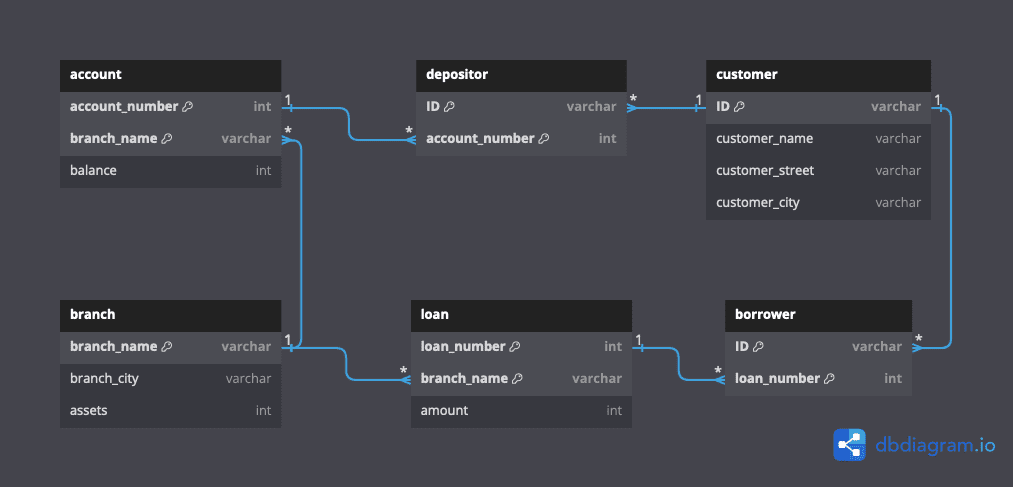 account
account_number int
branch_name varchar
balance int
1
*
depositor
ID varchar
account_number int
*
*
customer
ID varchar
customer_name varchar
customer_street varchar
customer_city varchar
1
1
branch
branch_name varchar
branch_city varchar
assets int
1
loan
loan_number int
branch_name varchar
amount int
*
1
borrower
ID varchar
loan_number int
*
*
dbdiagram.io